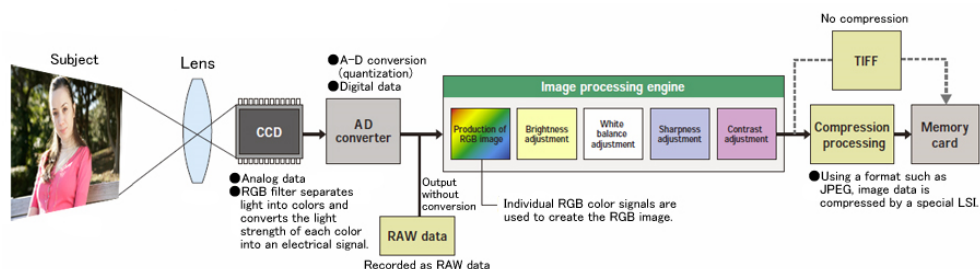 Subject
Lens
CCD
●Analog data
●RGB filter separates
light into colors and
converts the light
strength of each color
into an electrical signal.
●A-D conversion
(quantization)
●Digital data
AD
converter
Output
without
conversion
RAW data
Recorded as RAW data
Image processing engine
Production of
RGB image
Brightness
adjustment
White
balance
adjustment
Sharpness
adjustment
Contrast
adjustment
Individual RGB color signals are
used to create the RGB image.
No compression
TIFF
Compression
processing
Memory
card
●Using a format such as
JPEG, image data is
compressed by a special LSI.